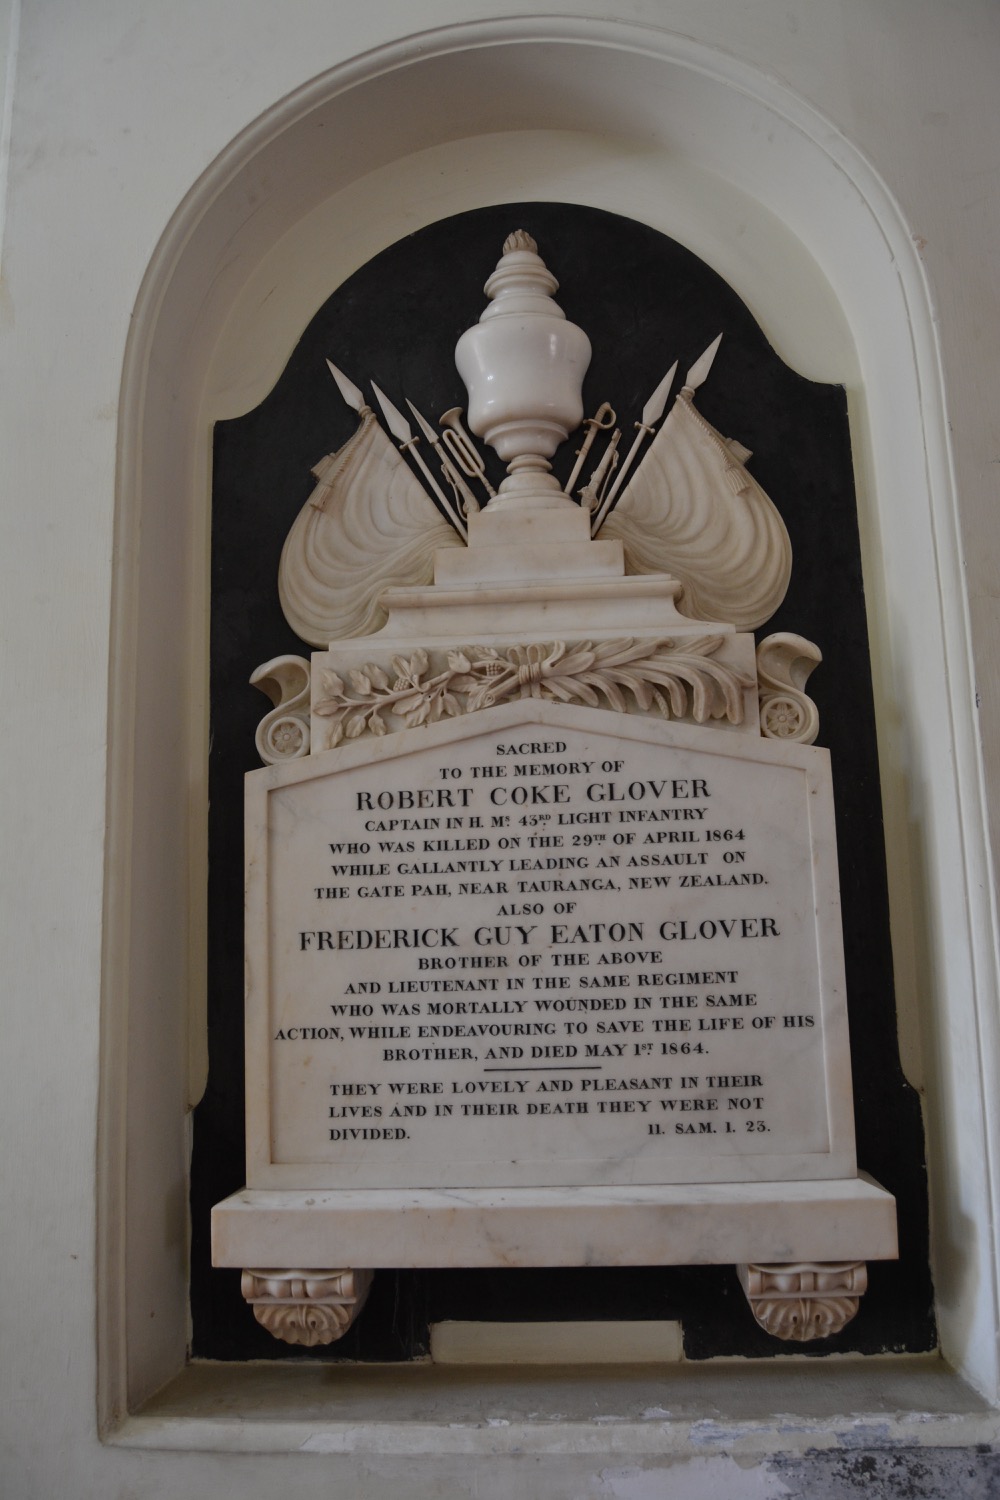 SACRED
TO THE MEMORY OF
ROBERT COKE GLOVER
CAPTAIN IN H. Ms. 43RD LIGHT INFANTRY
WHO WAS KILLED ON THE 29TH OF APRIL 1864
WHILE GALLANTLY LEADING AN ASSAULT ON
THE GATE PAH, NEAR TAURANGA, NEW ZEALAND.
ALSO OF
FREDERICK GUY EATON GLOVER
BROTHER OF THE ABOVE
AND LIEUTENANT IN THE SAME REGIMENT
WHO WAS MORTALLY WOUNDED IN THE SAME
ACTION, WHILE ENDEAVOURING TO SAVE THE LIFE OF HIS
BROTHER, AND DIED MAY 1ST 1864.
THEY WERE LOVELY AND PLEASANT IN THEIR
LIVES AND IN THEIR DEATH THEY WERE NOT
DIVIDED. 11. SAM. 1. 23.